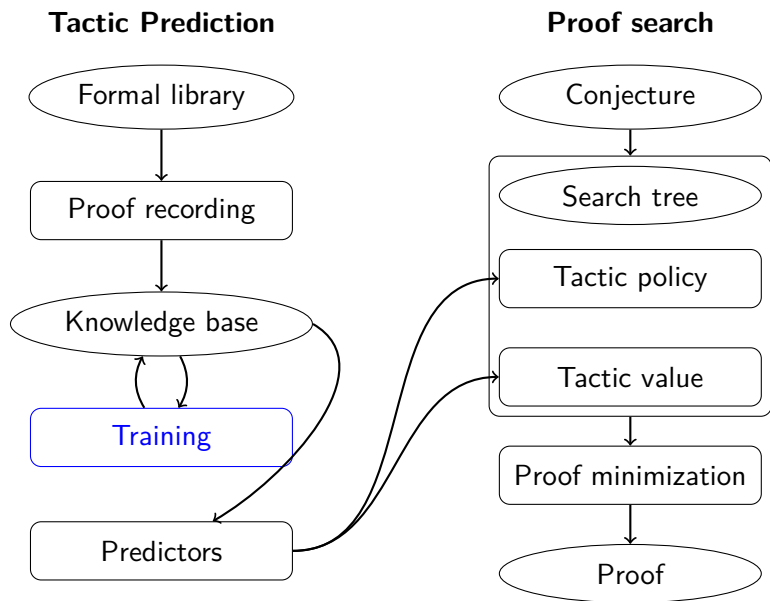 Tactic Prediction
Formal library
Proof recording
Knowledge base
Training
Predictors
Proof search
Conjecture
Search tree
Tactic policy
Tactic value
Proof minimization
Proof